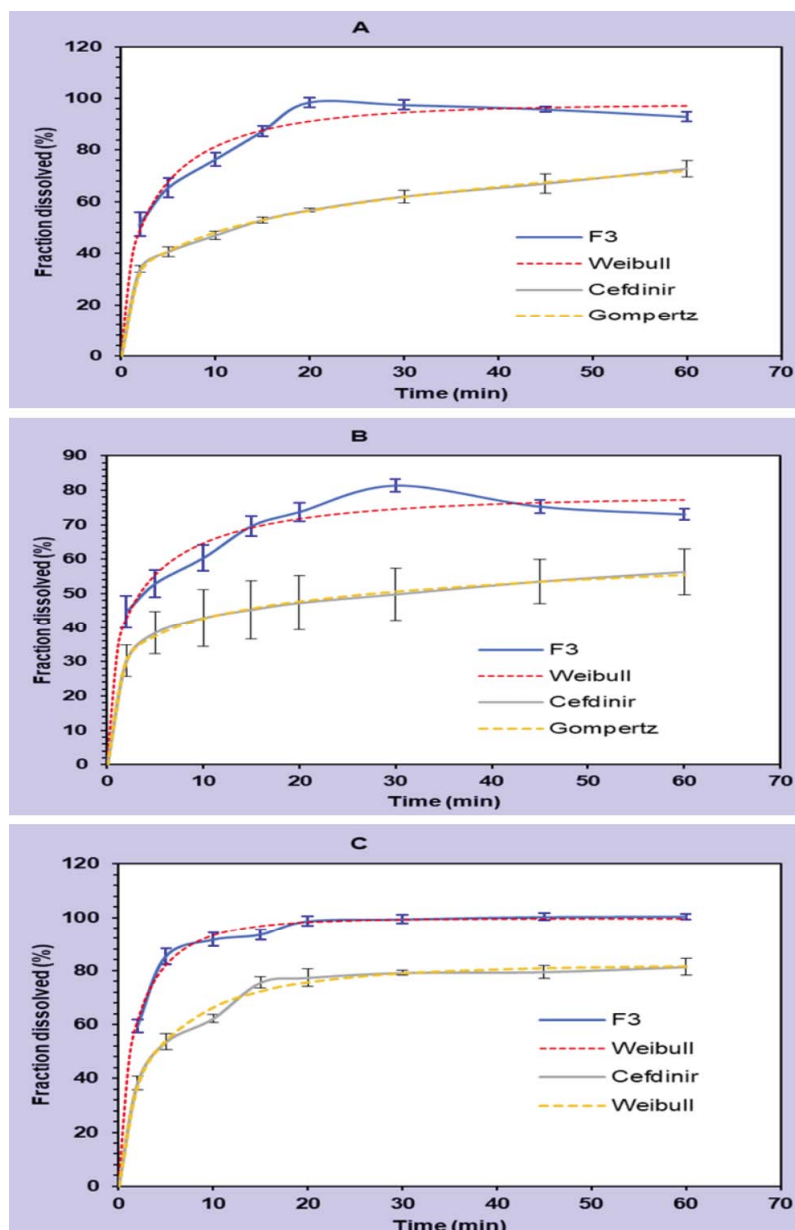 A
Fraction dissolved (%)
120
100
80
60
40
20
0
F3
Weibull
Cefdinir
Gompertz
0 10 20 30 40 50 60 70
Time (min)
B
Fraction dissolved (%)
90
80
70
60
50
40
30
20
10
0
F3
Weibull
Cefdinir
Gompertz
0 10 20 30 40 50 60 70
Time (min)
C
Fraction dissolved (%)
120
100
80
60
40
20
0
F3
Weibull
Cefdinir
Weibull
0 10 20 30 40 50 60 70
Time (min)